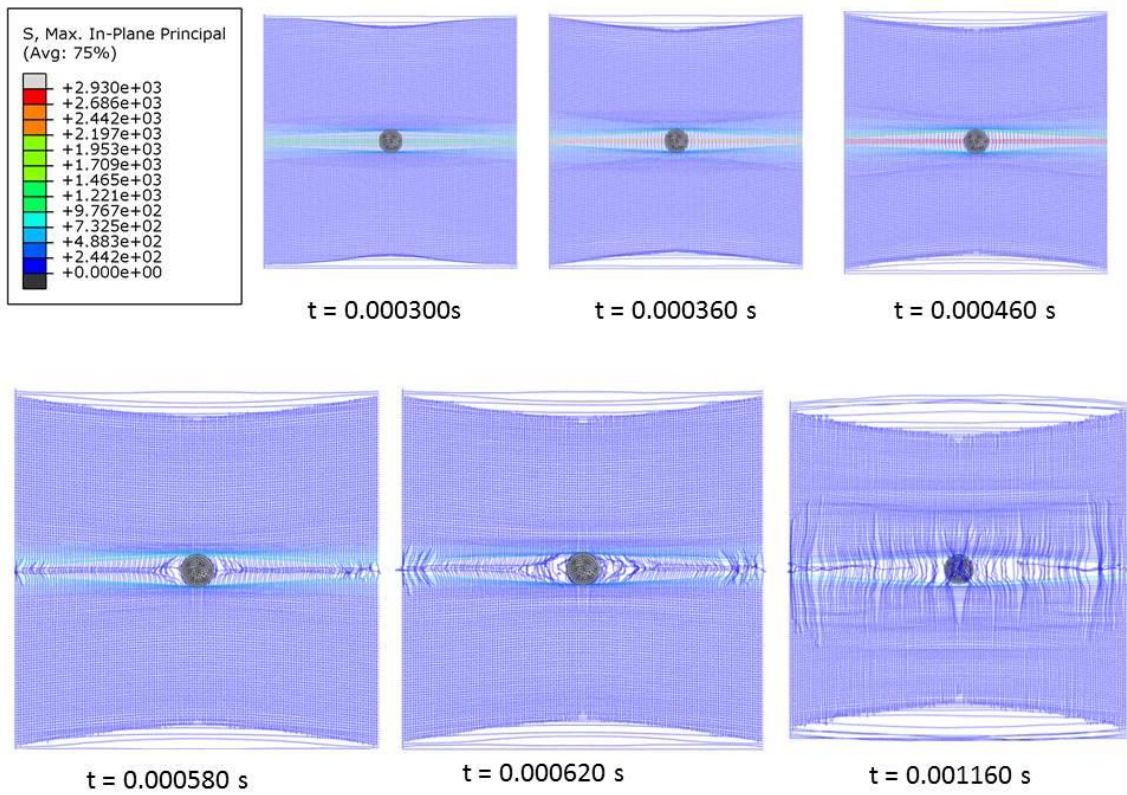 S, Max. In-Plane Principal
(Avg: 75%)
+2.930e+03
+2.686e+03
+2.442e+03
+2.197e+03
+1.953e+03
+1.709e+03
+1.465e+03
+1.221e+03
+9.767e+02
+7.325e+02
+4.883e+02
+2.442e+02
+0.000e+00
t = 0.000300s
t = 0.000360 s
t = 0.000460 s
t = 0.000580 s
t = 0.000620 s
t = 0.001160 s